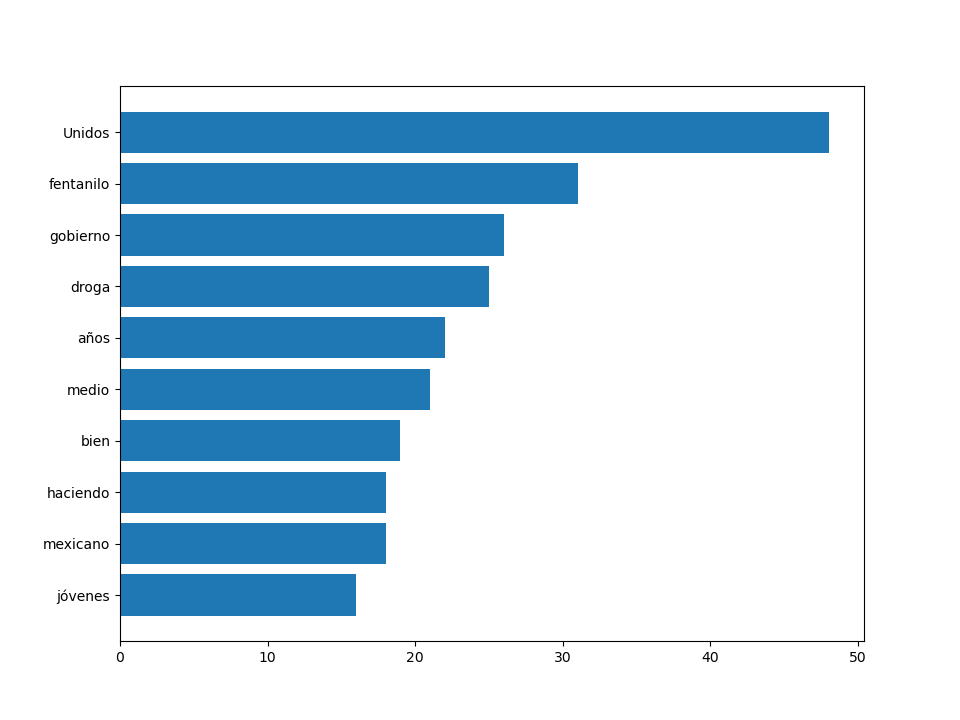 Unidos
fentanilo
gobierno
droga
años
medio
bien
haciendo
mexicano
jóvenes
0 10 20 30 40 50